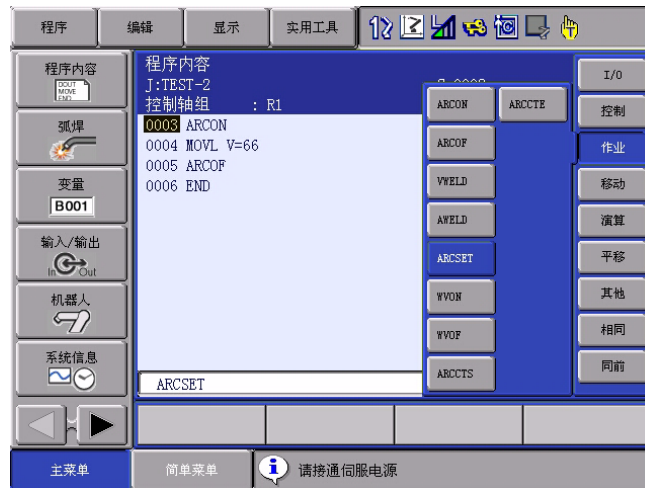 程序 编辑 显示 实用工具
程序内容
DOUT
MOVE
END
弧焊
变量
B001
输入/输出
In Out
机器人
系统信息
程序内容
J:TEST-2
控制轴组 : R1
0003 ARCON
0004 MOVL V=66
0005 ARCOF
0006 END
ARCSET
ARCON ARCCTE
ARCOF
VWELD
AWELD
ARCSET
WVON
WVOF
ARCCTS
I/O
控制
作业
移动
演算
平移
其他
相同
同前
主菜单 简单菜单 请接通伺服电源